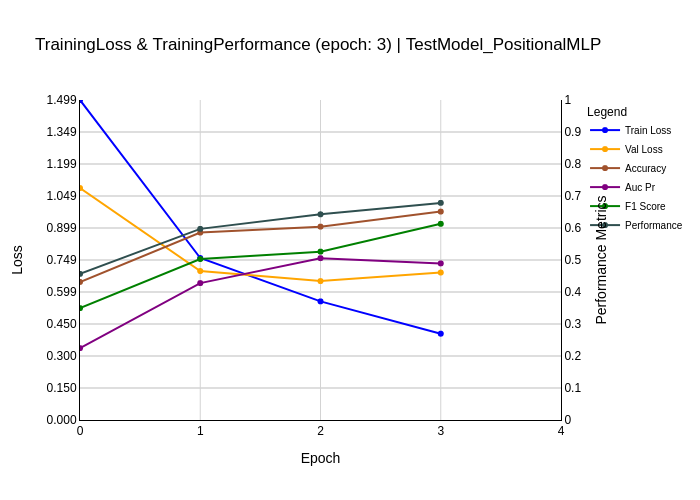 TrainingLoss & TrainingPerformance (epoch: 3) | TestModel_PositionalMLP
Loss
1.499
1.349
1.199
1.049
0.899
0.749
0.599
0.450
0.300
0.150
0.000
0
1
2
3
4
Epoch
1
0.9
0.8
0.7
0.6
0.5
0.4
0.3
0.2
0.1
0
Performance Metrics
Legend
Train Loss
Val Loss
Accuracy
Auc Pr
F1 Score
Performance